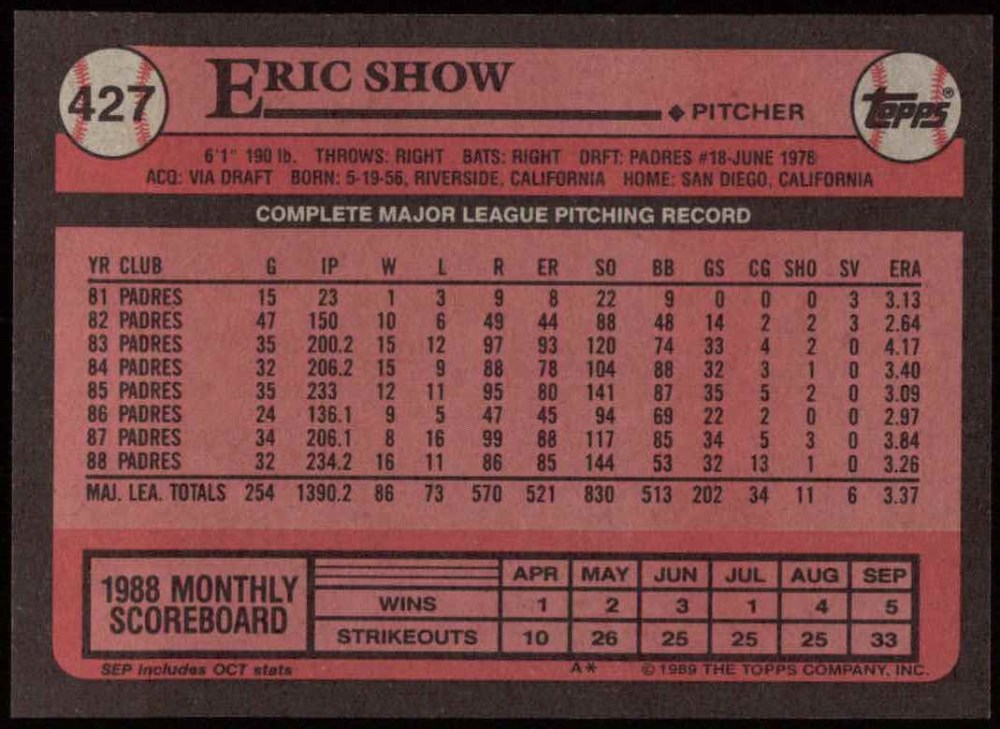 427
ERIC SHOW
PITCHER
TOPPS®
6'1" 190 lb. THROWS: RIGHT BATS: RIGHT DRFT: PADRES #18-JUNE 1978
ACQ: VIA DRAFT BORN: 5-19-56, RIVERSIDE, CALIFORNIA HOME: SAN DIEGO, CALIFORNIA
COMPLETE MAJOR LEAGUE PITCHING RECORD
YR CLUB G IP W L R ER SO BB GS CG SHO SV ERA
81 PADRES 15 23 1 3 9 8 22 9 0 0 0 3 3.13
82 PADRES 47 150 10 6 49 44 88 48 14 2 2 3 2.64
83 PADRES 35 200.2 15 12 97 93 120 74 33 4 2 0 4.17
84 PADRES 32 206.2 15 9 88 78 104 88 32 3 1 0 3.40
85 PADRES 35 233 12 11 95 80 141 87 35 5 2 0 3.09
86 PADRES 24 136.1 9 5 47 45 94 69 22 2 0 0 2.97
87 PADRES 34 206.1 8 16 99 88 117 85 34 5 3 0 3.84
88 PADRES 32 234.2 16 11 86 85 144 53 32 13 1 0 3.26
MAJ. LEA. TOTALS 254 1390.2 86 73 570 521 830 513 202 34 11 6 3.37
1988 MONTHLY
SCOREBOARD
APR MAY JUN JUL AUG SEP
WINS 1 2 3 1 4 5
STRIKEOUTS 10 26 25 25 25 33
SEP includes OCT stats
A*
© 1989 THE TOPPS COMPANY, INC.